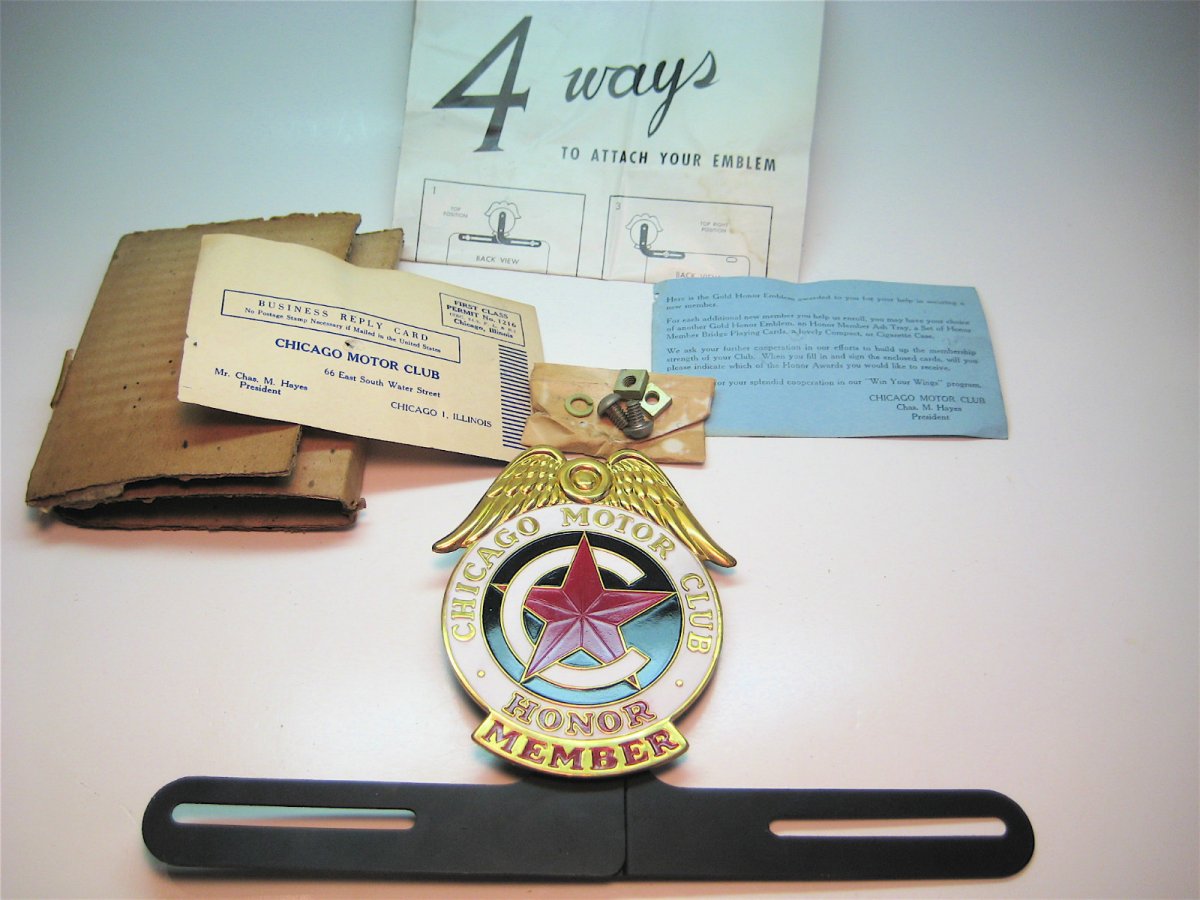 4 ways
TO ATTACH YOUR EMBLEM
1
TOP
POSITION
BACK VIEW
3
TOP RIGHT
POSITION
BACK VIEW
BUSINESS REPLY CARD
No Postage Stamp Necessary if Mailed in the United States
FIRST CLASS
PERMIT No. 1216
Chicago, Illinois
CHICAGO MOTOR CLUB
66 East South Water Street
Mr. Chas. M. Hayes
President
CHICAGO 1, ILLINOIS
Here is the Gold Honor Emblem awarded to you for your help in securing a
new member.
For each additional new member you help us enroll, you may have your choice
of another Gold Honor Emblem, an Honor Member Ash Tray, a Set of Honor
Member Bridge Playing Cards, a lovely Compact, or Cigarette Case.
We ask your further cooperation in our efforts to build up the membership
strength of your Club. When you fill in and sign the enclosed cards, will you
please indicate which of the Honor Awards you would like to receive.
for your splendid cooperation in our "Win Your Wings" program.
CHICAGO MOTOR CLUB
Chas. M. Hayes
President
CHICAGO MOTOR CLUB
C
HONOR
MEMBER